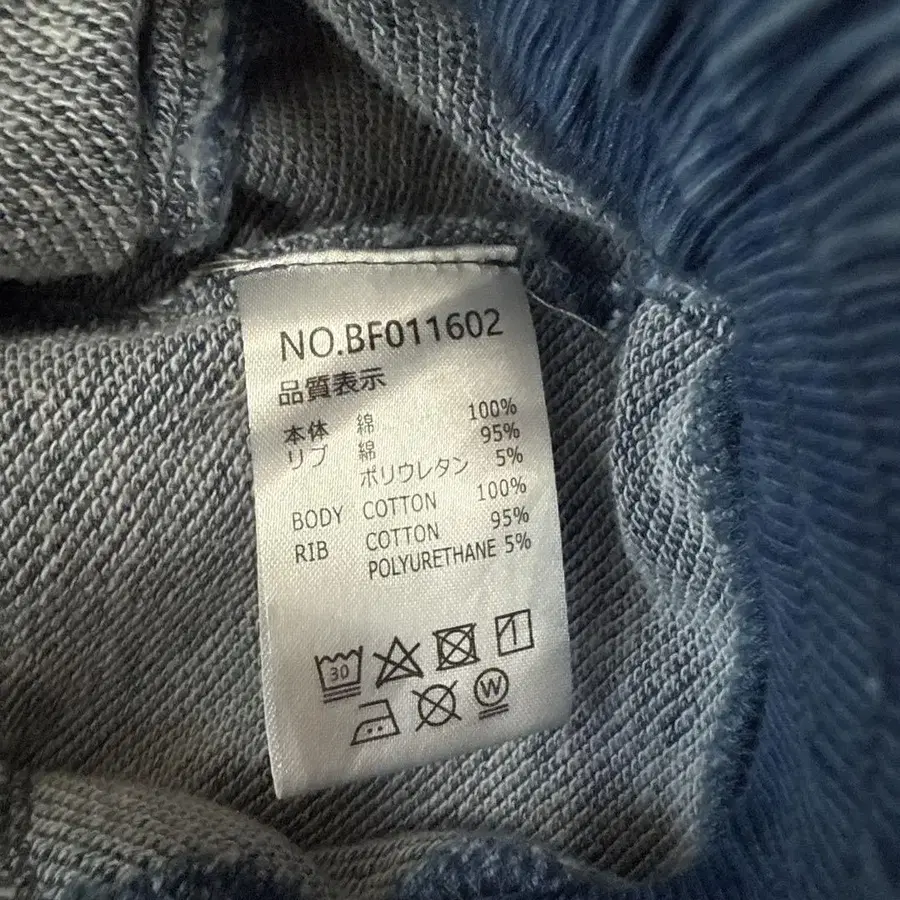 NO.BF011602
品質表示
本体 綿 100%
リブ 綿 95%
ポリウレタン 5%
BODY COTTON 100%
RIB COTTON 95%
POLYURETHANE 5%
30
W